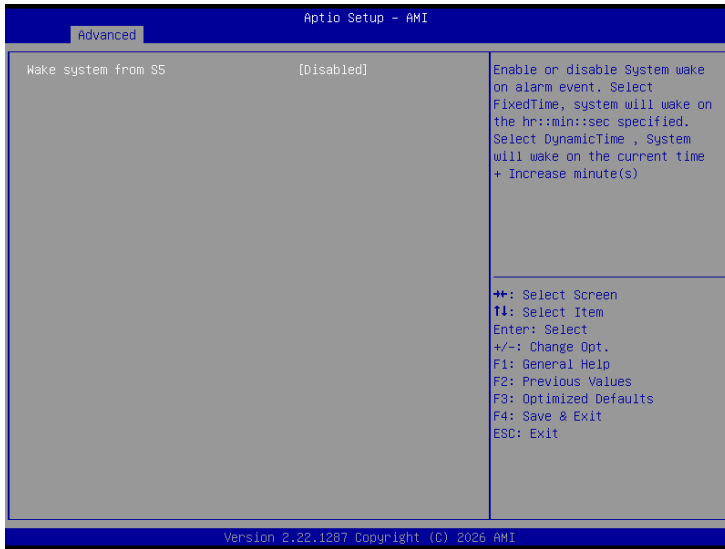 Aptio Setup - AMI
Advanced
Wake system from S5 [Disabled]
Enable or disable System wake
on alarm event. Select
FixedTime, system will wake on
the hr::min::sec specified.
Select DynamicTime , System
will wake on the current time
+ Increase minute(s)
→←: Select Screen
↑↓: Select Item
Enter: Select
+/-: Change Opt.
F1: General Help
F2: Previous Values
F3: Optimized Defaults
F4: Save & Exit
ESC: Exit
Version 2.22.1287 Copyright (C) 2026 AMI